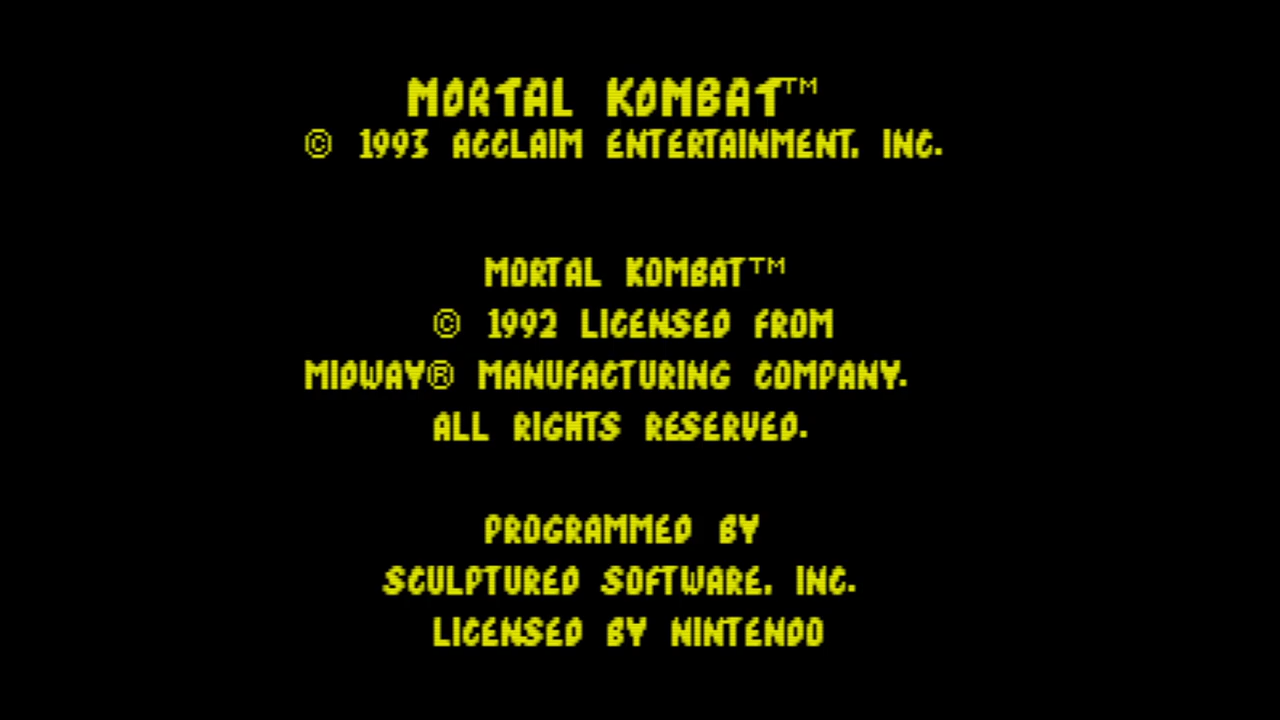 MORTAL KOMBAT™
© 1993 ACCLAIM ENTERTAINMENT. INC.
MORTAL KOMBAT™
© 1992 LICENSED FROM
MIDWAY® MANUFACTURING COMPANY.
ALL RIGHTS RESERVED.
PROGRAMMED BY
SCULPTURED SOFTWARE. INC.
LICENSED BY NINTENDO